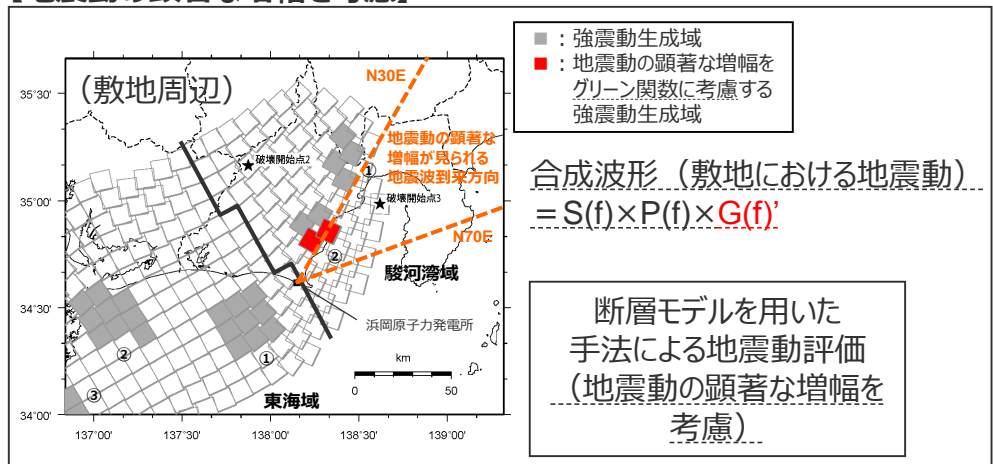 ■：強震動生成域
■：地震動の顕著な増幅を
グリーン関数に考慮する
強震動生成域
（敷地周辺）
N30E
地震動の顕著な
増幅が見られる
地震波到来方向
①
★破壊開始点2
★破壊開始点3
②
N70E
駿河湾域
浜岡原子力発電所
②
①
③
東海域
km
0 50
35°30'
35°00'
34°30'
34°00'
137°00' 137°30' 138°00' 138°30' 139°00'
合成波形（敷地における地震動）
＝S(f)×P(f)×G(f)’
断層モデルを用いた
手法による地震動評価
（地震動の顕著な増幅を
考慮）